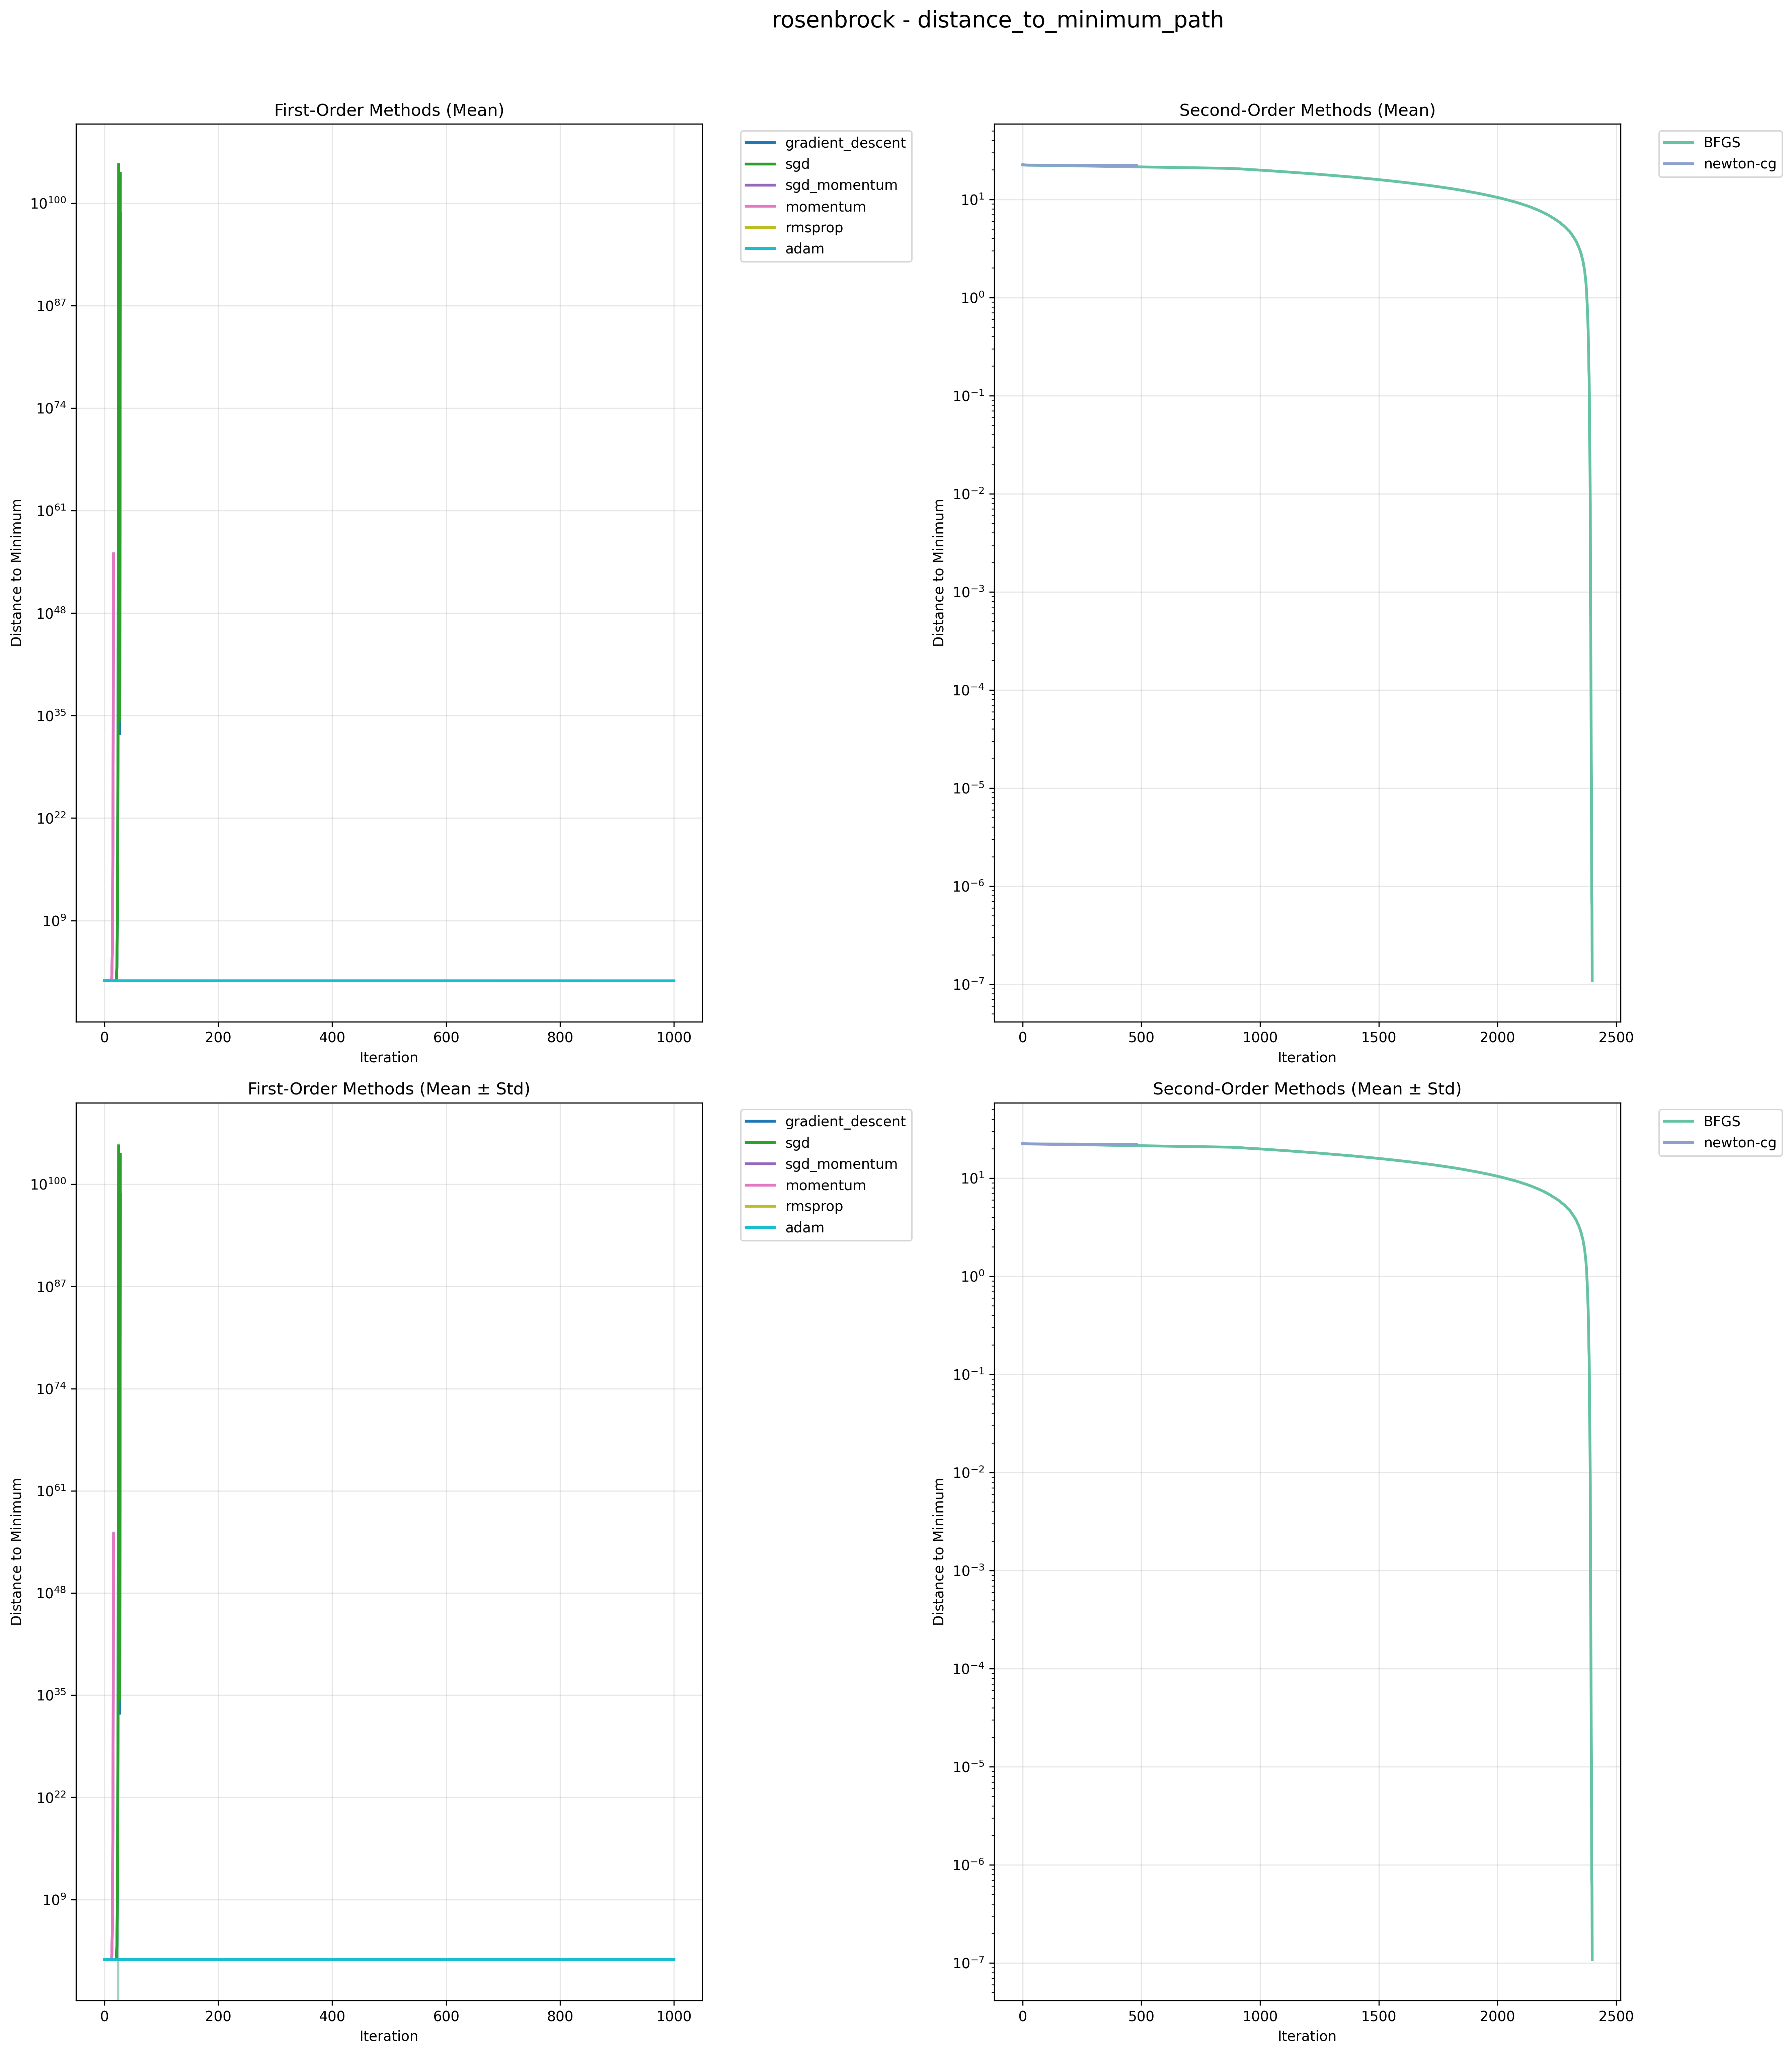 rosenbrock - distance_to_minimum_path
First-Order Methods (Mean)
Distance to Minimum
10^100
10^87
10^74
10^61
10^48
10^35
10^22
10^9
0 200 400 600 800 1000
Iteration
gradient_descent
sgd
sgd_momentum
momentum
rmsprop
adam
Second-Order Methods (Mean)
Distance to Minimum
10^1
10^0
10^-1
10^-2
10^-3
10^-4
10^-5
10^-6
10^-7
0 500 1000 1500 2000 2500
Iteration
BFGS
newton-cg
First-Order Methods (Mean ± Std)
Distance to Minimum
10^100
10^87
10^74
10^61
10^48
10^35
10^22
10^9
0 200 400 600 800 1000
Iteration
gradient_descent
sgd
sgd_momentum
momentum
rmsprop
adam
Second-Order Methods (Mean ± Std)
Distance to Minimum
10^1
10^0
10^-1
10^-2
10^-3
10^-4
10^-5
10^-6
10^-7
0 500 1000 1500 2000 2500
Iteration
BFGS
newton-cg